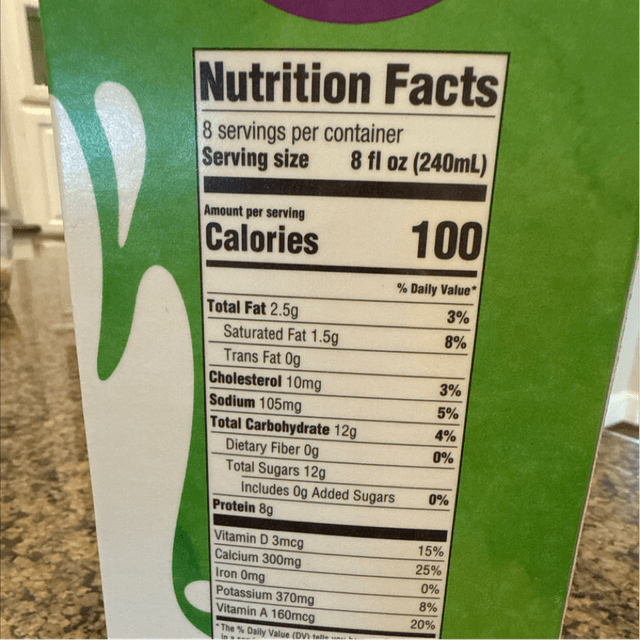 Nutrition Facts
8 servings per container
Serving size 8 fl oz (240mL)
Amount per serving
Calories 100
% Daily Value*
Total Fat 2.5g 3%
Saturated Fat 1.5g 8%
Trans Fat 0g
Cholesterol 10mg 3%
Sodium 105mg 5%
Total Carbohydrate 12g 4%
Dietary Fiber 0g 0%
Total Sugars 12g
Includes 0g Added Sugars 0%
Protein 8g
Vitamin D 3mcg 15%
Calcium 300mg 25%
Iron 0mg 0%
Potassium 370mg 8%
Vitamin A 160mcg 20%
*The % Daily Value (DV) tells